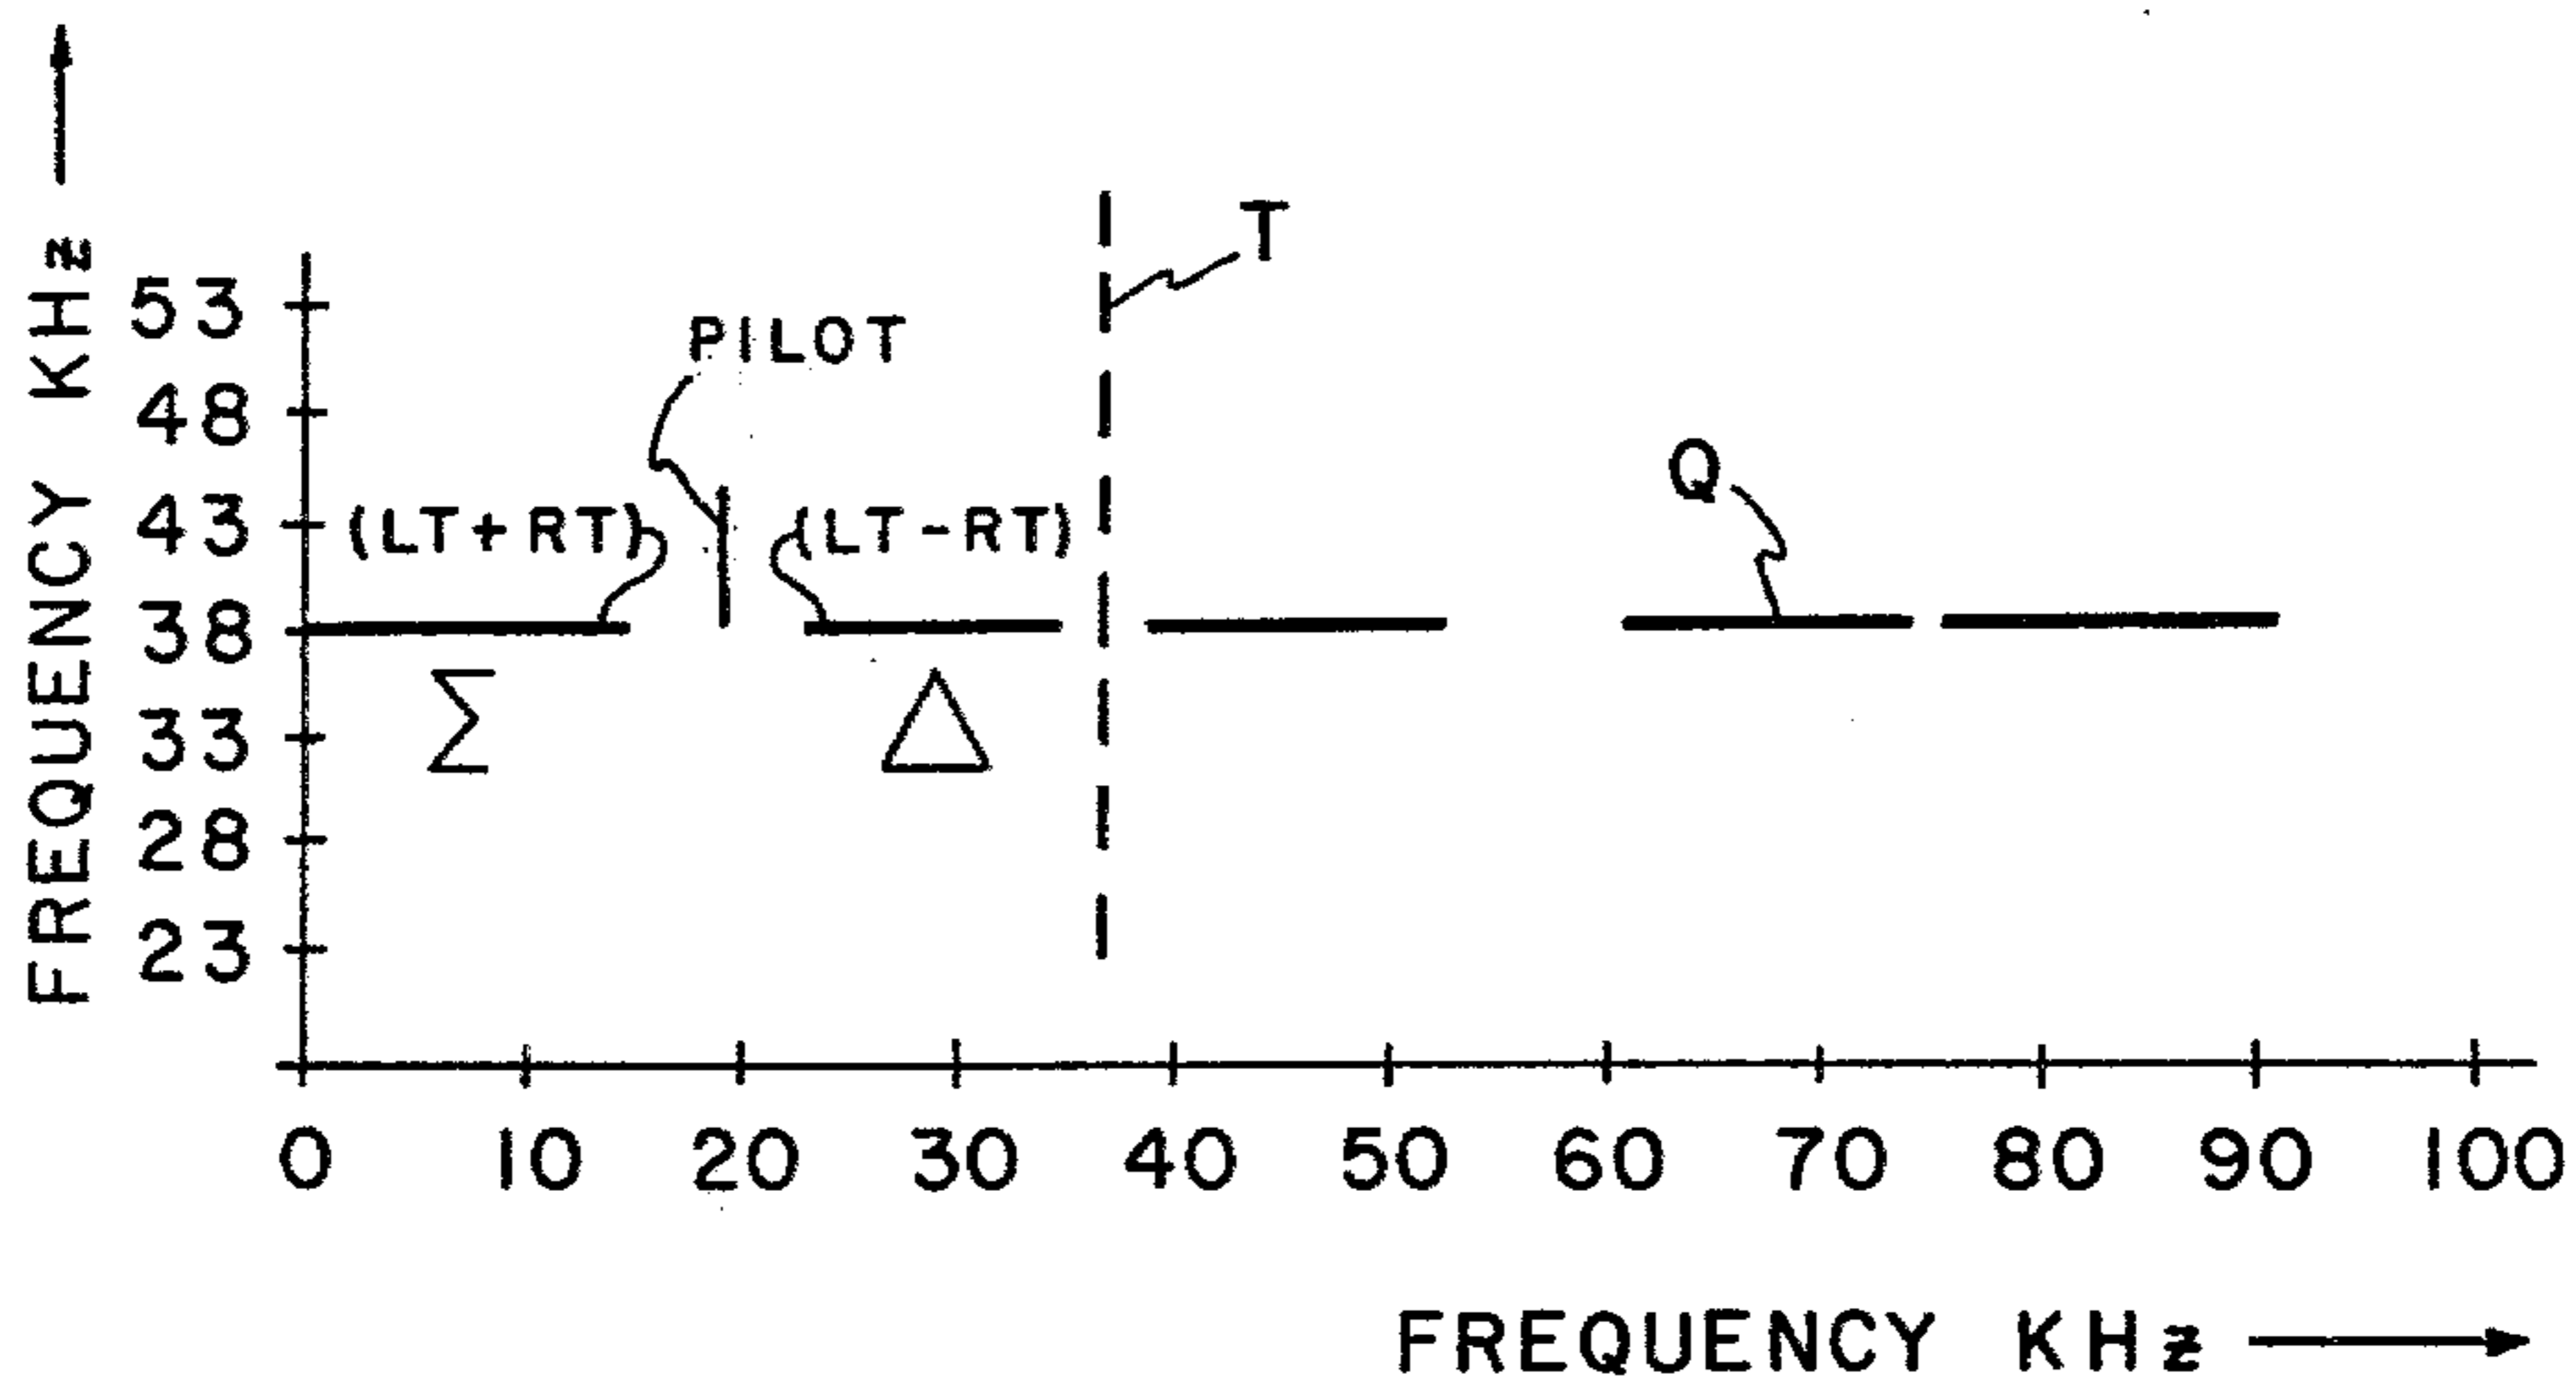 FREQUENCY KHz
53
48
43
38
33
28
23
T
PILOT
Q
(LT+RT)
(LT-RT)
Σ
Δ
0 10 20 30 40 50 60 70 80 90 100
FREQUENCY KHz